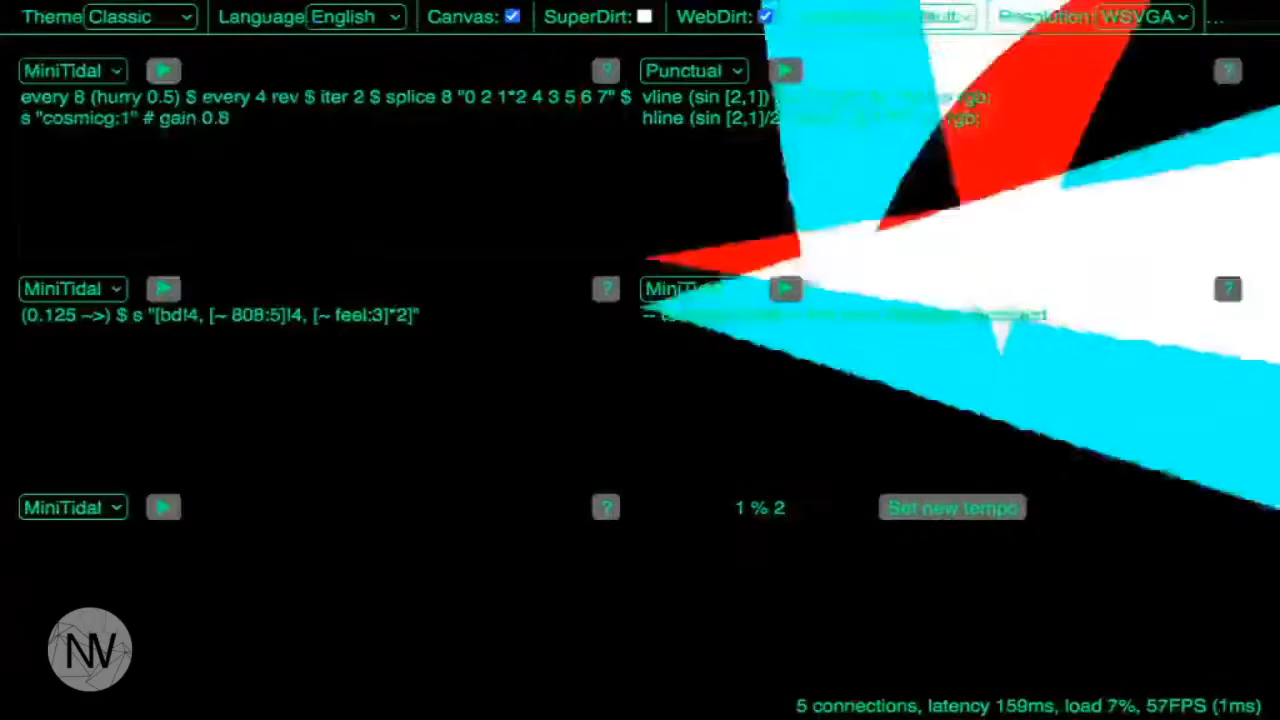 Theme Classic Language English Canvas: SuperDirt: WebDirt: Resolution: WSVGA ...
MiniTidal ?
every 8 (hurry 0.5) $ every 4 rev $ iter 2 $ splice 8 "0 2 1*2 4 3 5 6 7" $
s "cosmicg:1" # gain 0.8
Punctual ?
vline (sin [2,1]) rgb;
hline (sin [2,1]/2 rgb;
MiniTidal ?
(0.125 ~>) $ s "[bd!4, [~ 808:5]!4, [~ feel:3]*2]"
MiniTidal ?
MiniTidal ?
1 % 2 Set new tempo
NV
5 connections, latency 159ms, load 7%, 57FPS (1ms)